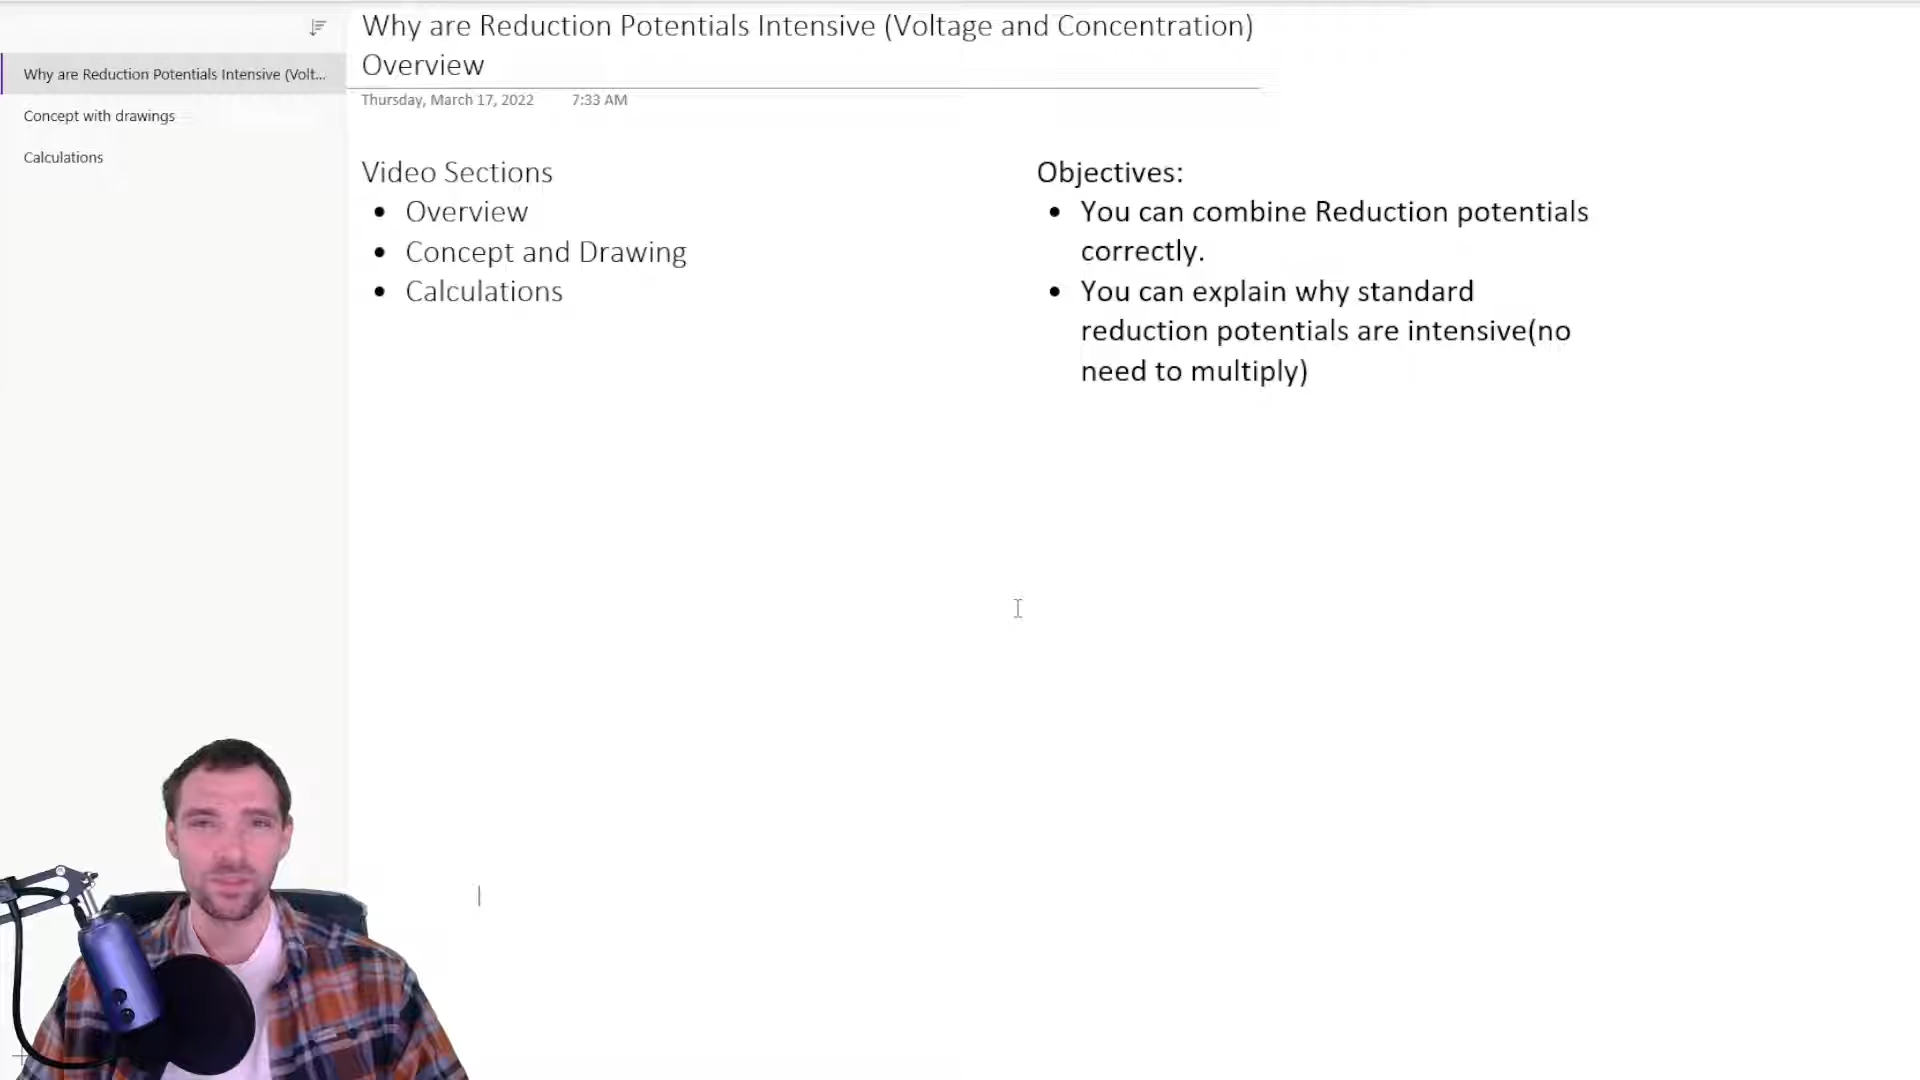 Why are Reduction Potentials Intensive (Volt...
Concept with drawings
Calculations
Why are Reduction Potentials Intensive (Voltage and Concentration)
Overview
Thursday, March 17, 2022 7:33 AM
Video Sections
• Overview
• Concept and Drawing
• Calculations
Objectives:
• You can combine Reduction potentials
correctly.
• You can explain why standard
reduction potentials are intensive(no
need to multiply)